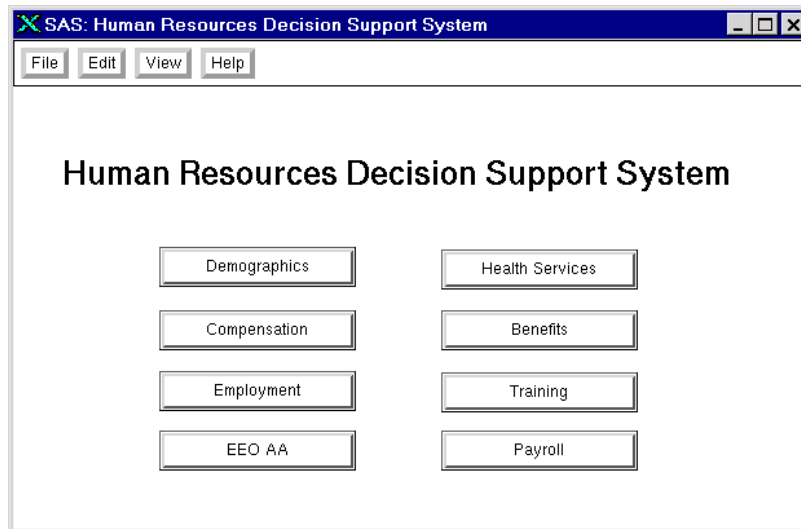 SAS: Human Resources Decision Support System
File Edit View Help
Human Resources Decision Support System
Demographics Health Services
Compensation Benefits
Employment Training
EEO AA Payroll